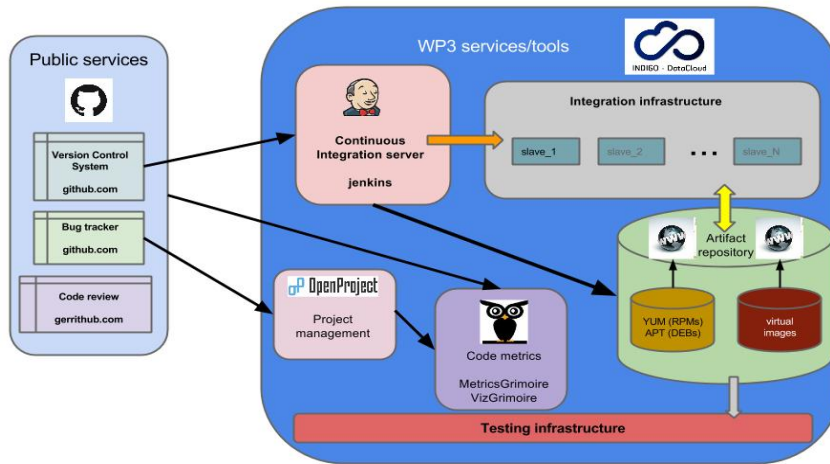 Public services
Version Control
System
github.com
Bug tracker
github.com
Code review
gerrithub.com
WP3 services/tools
INDIGO - DataCloud
Continuous
Integration server
jenkins
Integration infrastructure
slave_1
slave_2
...
slave_N
Artifact
repository
www
www
YUM (RPMs)
APT (DEBs)
virtual
images
OpenProject
Project
management
Code metrics
MetricsGrimoire
VizGrimoire
Testing infrastructure